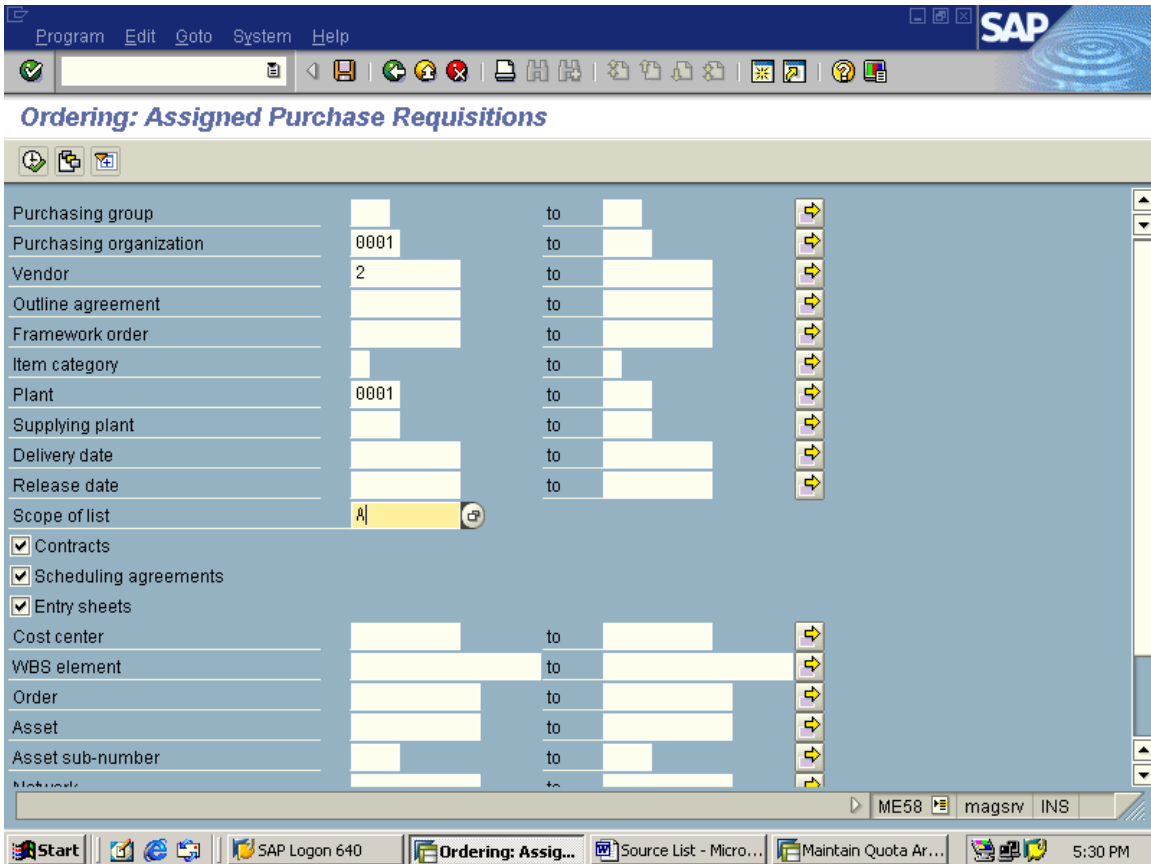 Program Edit Goto System Help
SAP
Ordering: Assigned Purchase Requisitions
Purchasing group to
Purchasing organization 0001 to
Vendor 2 to
Outline agreement to
Framework order to
Item category to
Plant 0001 to
Supplying plant to
Delivery date to
Release date to
Scope of list A
Contracts
Scheduling agreements
Entry sheets
Cost center to
WBS element to
Order to
Asset to
Asset sub-number to
Network to
ME58 magsrv INS
Start SAP Logon 640 Ordering: Assig... Source List - Micro... Maintain Quota Ar... 5:30 PM